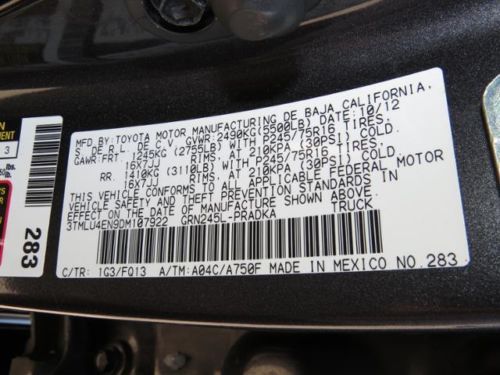 MFD.BY:TOYOTA MOTOR MANUFACTURING DE BAJA CALIFORNIA,
S. DE R.L. DE C.V. GVWR:2490KG(5500LB) DATE:10/12
GAWR:FRT. 1245KG(2765LB)WITH P245/75R16 TIRES,
16X7JJ RIMS, AT 210KPA (30PSI) COLD.
RR. 1410KG(3110LB)WITH P245/75R16 TIRES,
16X7JJ RIMS, AT 210KPA (30PSI) COLD.
THIS VEHICLE CONFORMS TO ALL APPLICABLE FEDERAL MOTOR
VEHICLE SAFETY AND THEFT PREVENTION STANDARDS IN
EFFECT ON THE DATE OF MANUFACTURE SHOWN ABOVE.
3TMLU4EN9DM107922 GRN245L-PRADKA TRUCK
C/TR: 1G3/FQ13 A/TM:A04C/A750F MADE IN MEXICO NO.283
283
3
lbs.